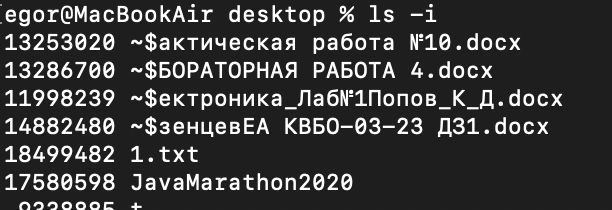 egor@MacBookAir desktop % ls -i
13253020 ~$актическая работа №10.docx
13286700 ~$БОРАТОРНАЯ РАБОТА 4.docx
11998239 ~$ектроника_Лаб№1Попов_К_Д.docx
14882480 ~$зенцевЕА КВБО-03-23 ДЗ1.docx
18499482 1.txt
17580598 JavaMarathon2020